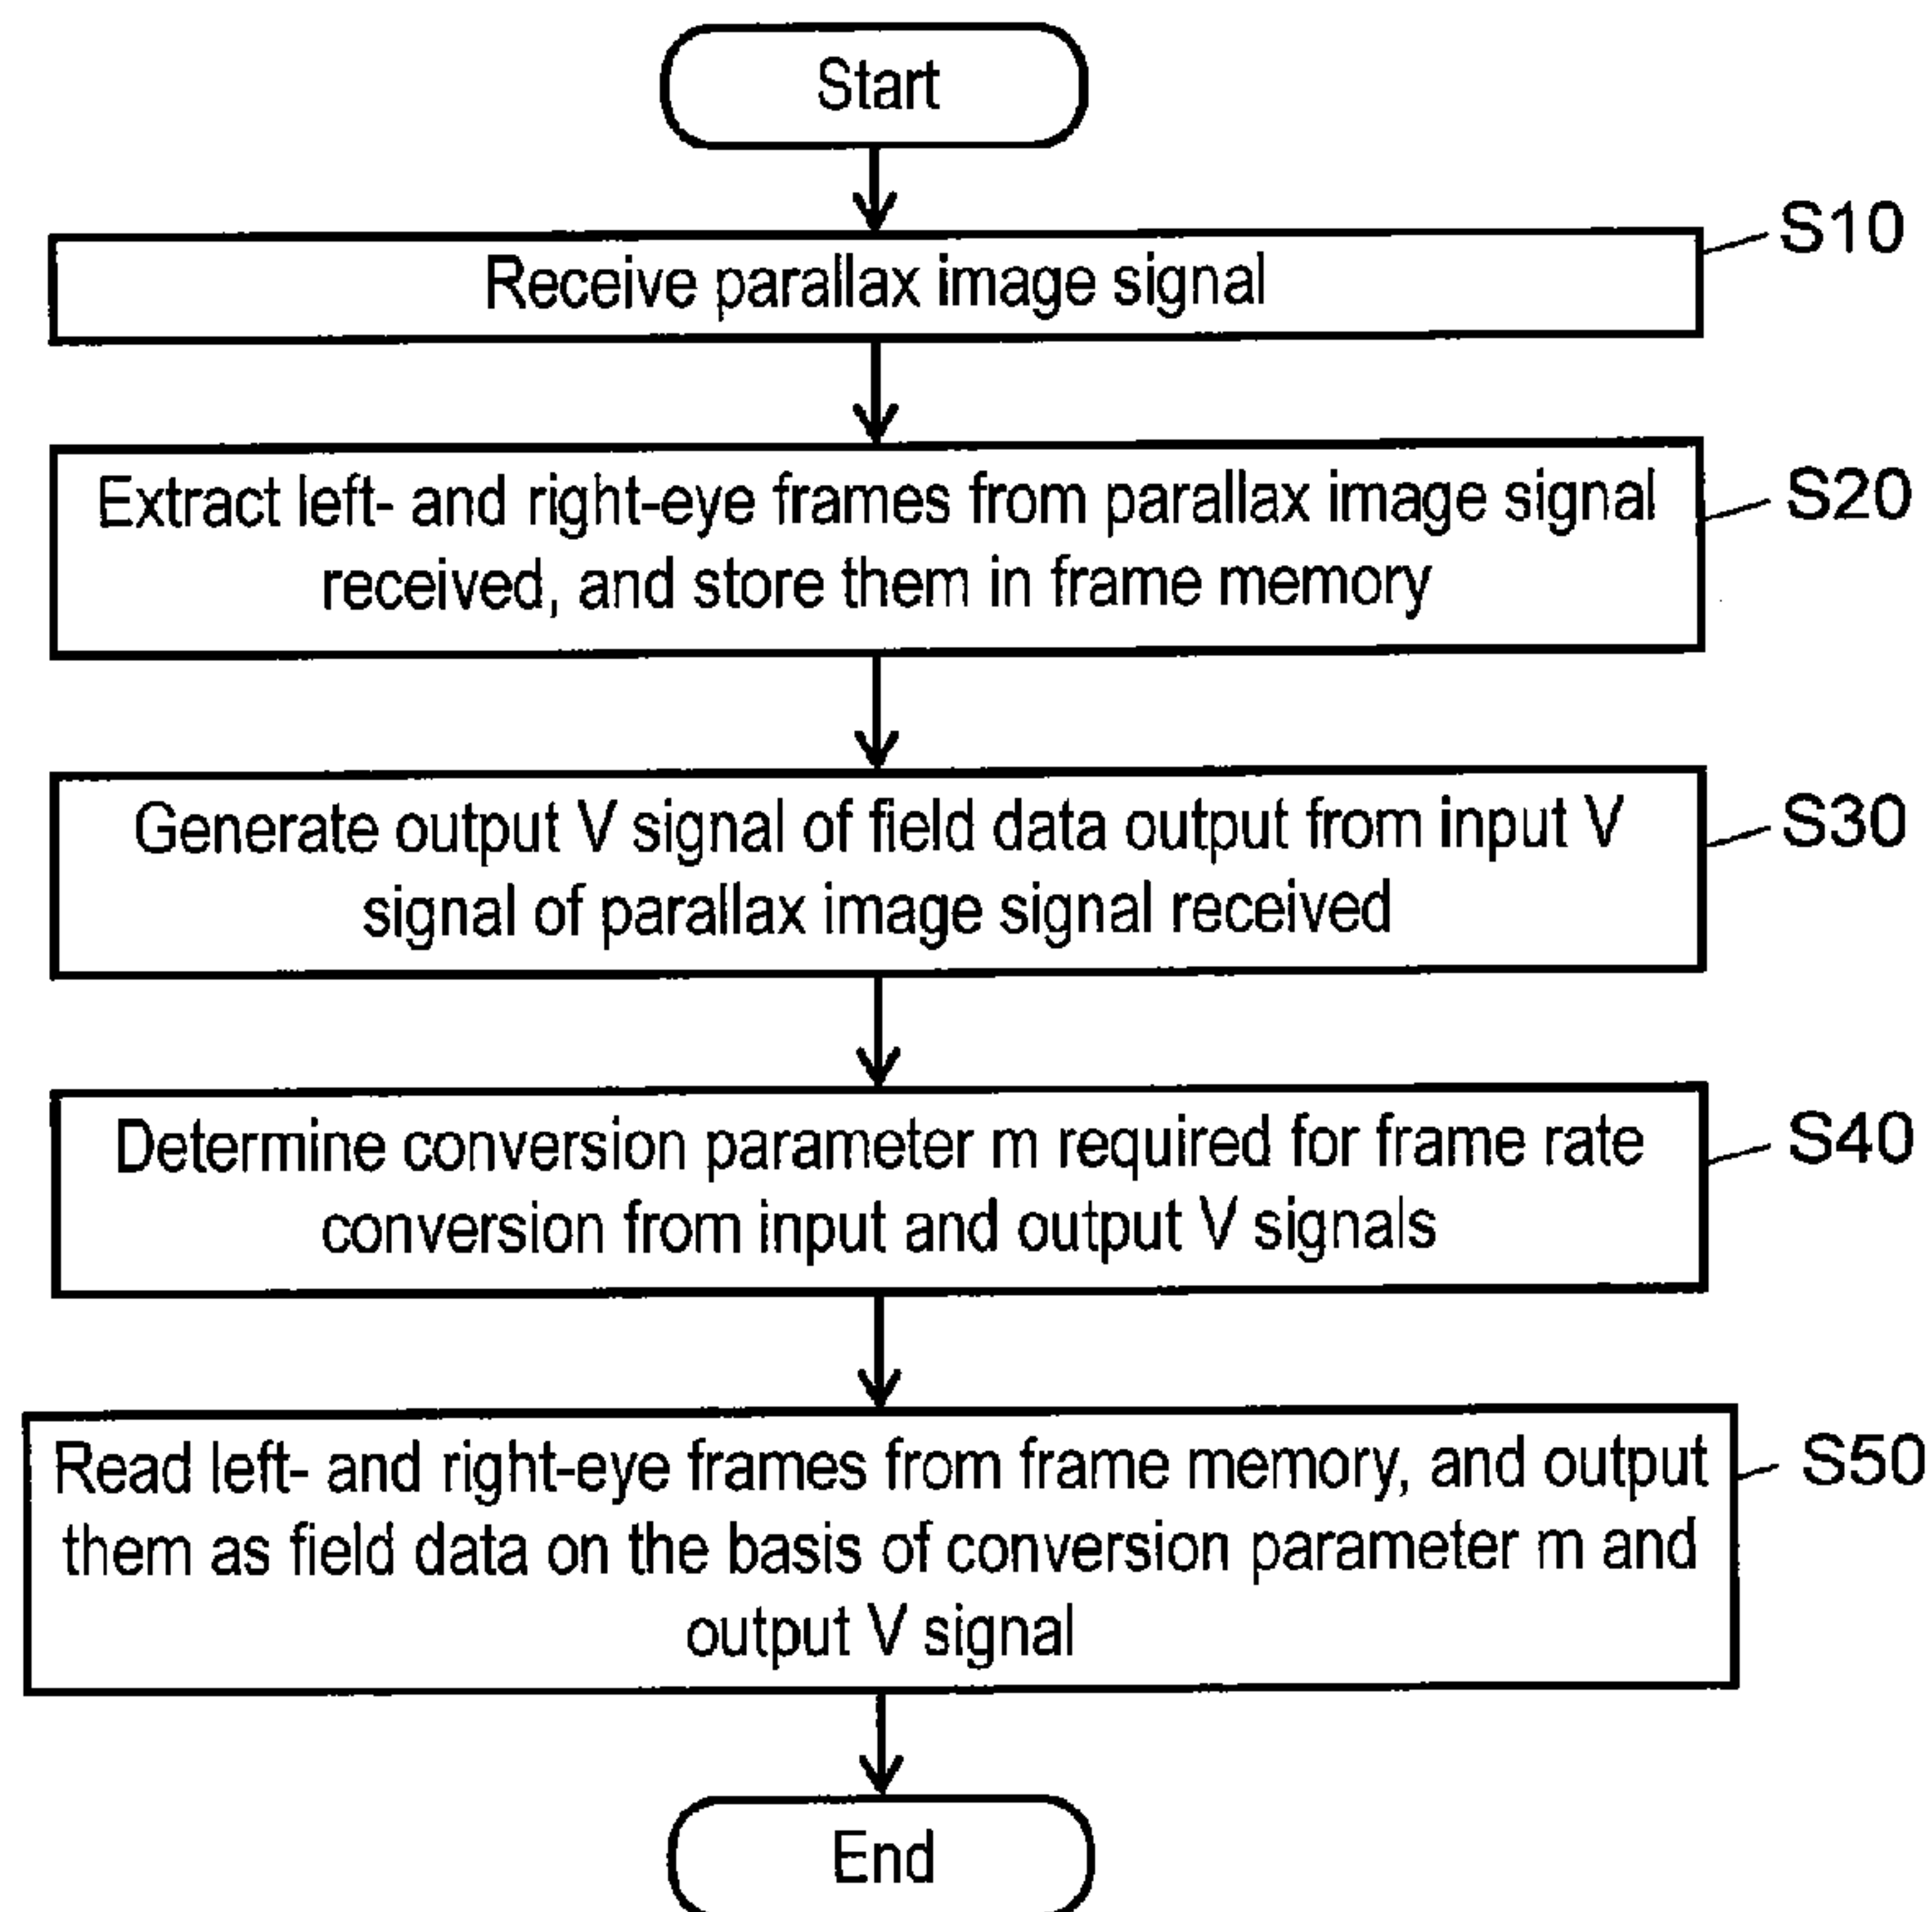 Start
S10
Receive parallax image signal
S20
Extract left- and right-eye frames from parallax image signal
received, and store them in frame memory
S30
Generate output V signal of field data output from input V
signal of parallax image signal received
S40
Determine conversion parameter m required for frame rate
conversion from input and output V signals
S50
Read left- and right-eye frames from frame memory, and output
them as field data on the basis of conversion parameter m and
output V signal
End